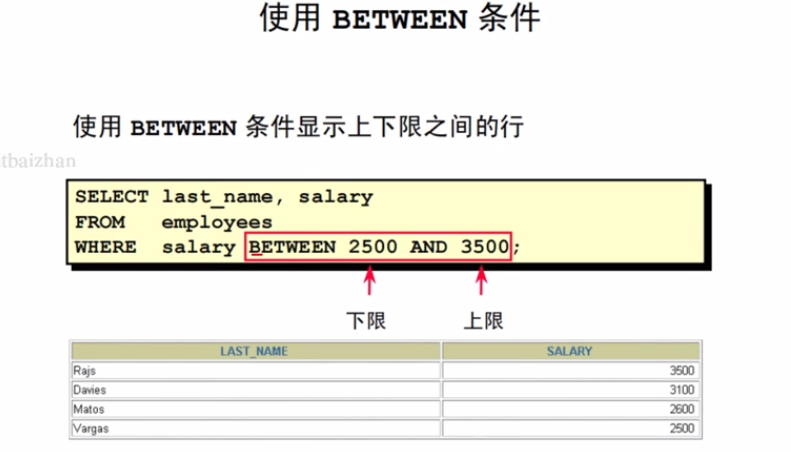 使用 BETWEEN 条件
使用 BETWEEN 条件显示上下限之间的行
tbaizhan
SELECT last_name, salary
FROM employees
WHERE salary BETWEEN 2500 AND 3500;
下限 上限
LAST_NAME SALARY
Rajs 3500
Davies 3100
Matos 2600
Vargas 2500